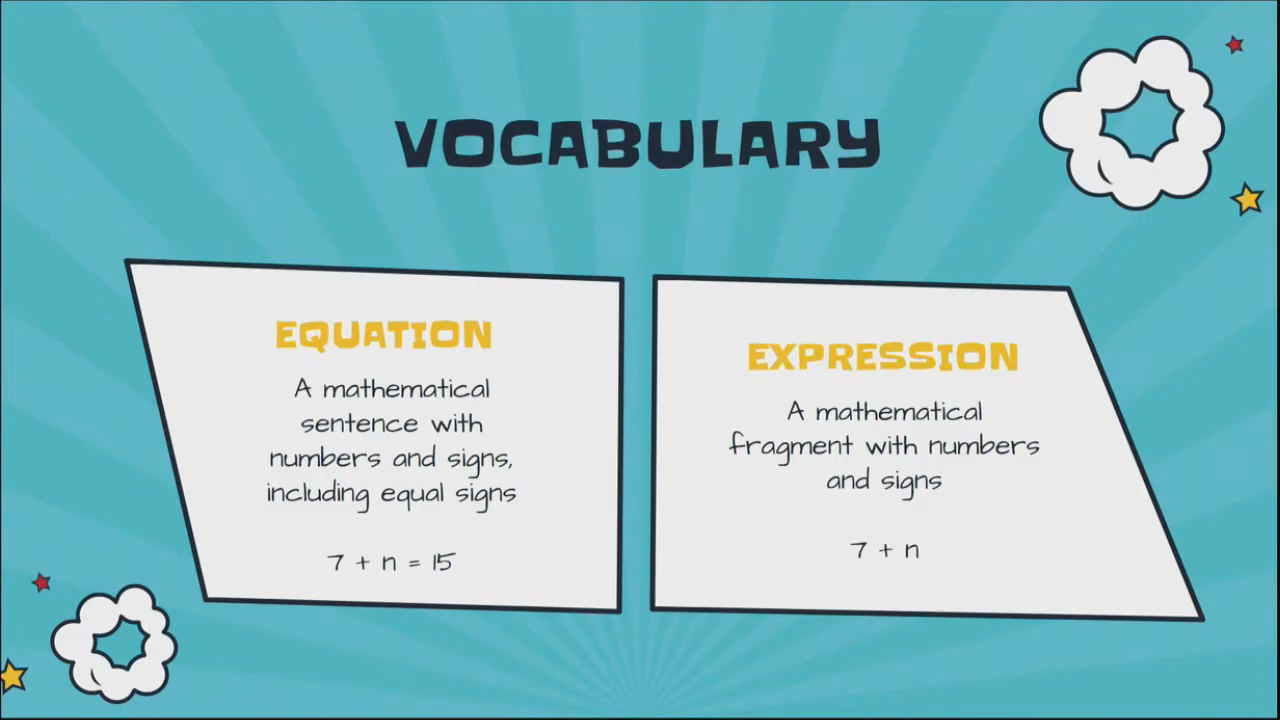 VOCABULARY
EQUATION
A mathematical
sentence with
numbers and signs,
including equal signs
7 + n = 15
EXPRESSION
A mathematical
fragment with numbers
and signs
7 + n